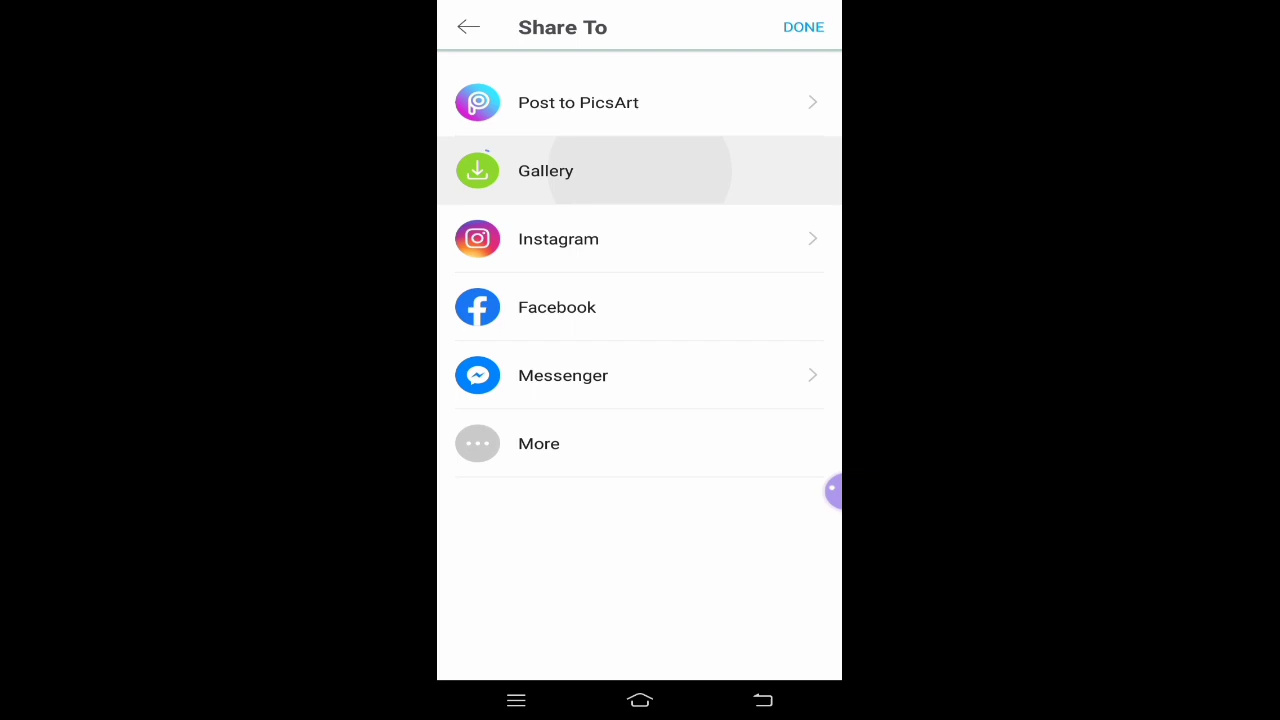 Share To
DONE
Post to PicsArt
Gallery
Instagram
Facebook
Messenger
More